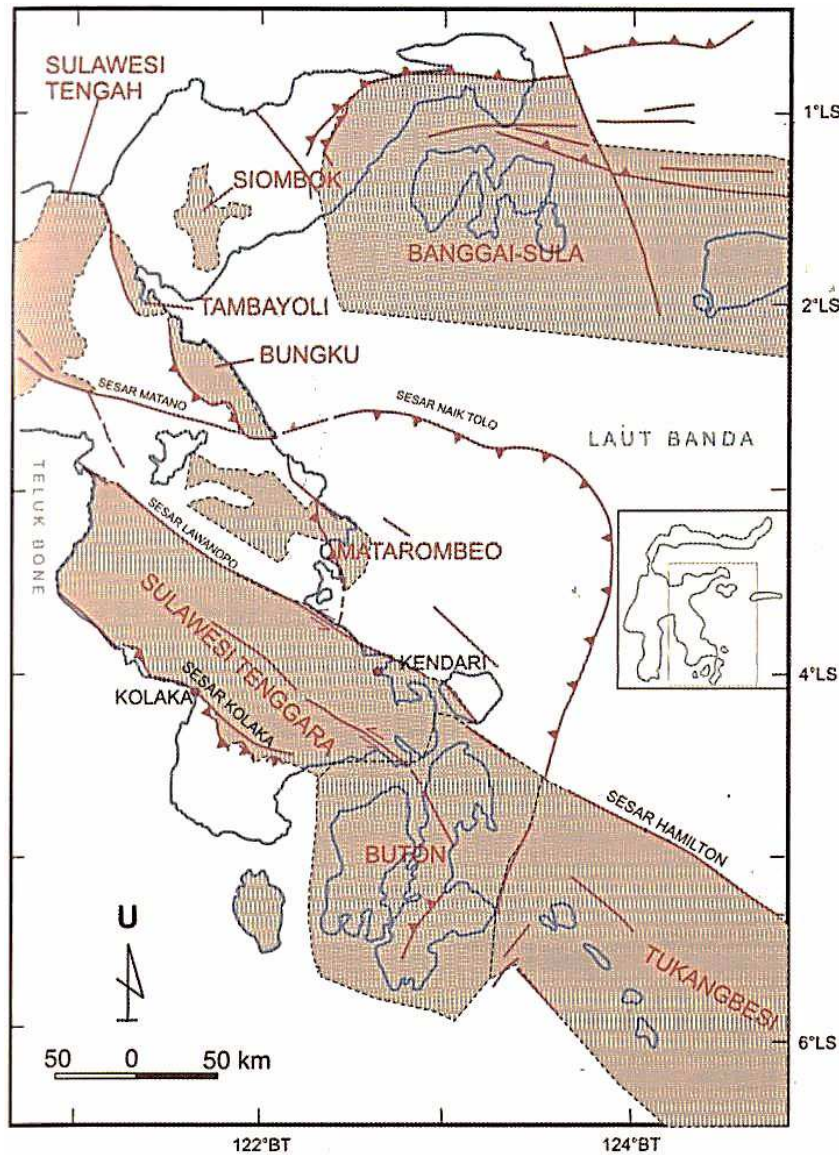 SULAWESI
TENGAH
1°LS
SIOMBOK
BANGGAI-SULA
2°LS
TAMBAYOLI
BUNGKU
SESAR MATANO
SESAR NAIK TOLO
LAUT BANDA
TELUK BONE
SESAR LAWANOPO
MATAROMBEO
SULAWESI TENGGARA
KENDARI
4°LS
KOLAKA
SESAR KOLAKA
SESAR HAMILTON
BUTON
U
TUKANGBESI
6°LS
50 0 50 km
122°BT 124°BT